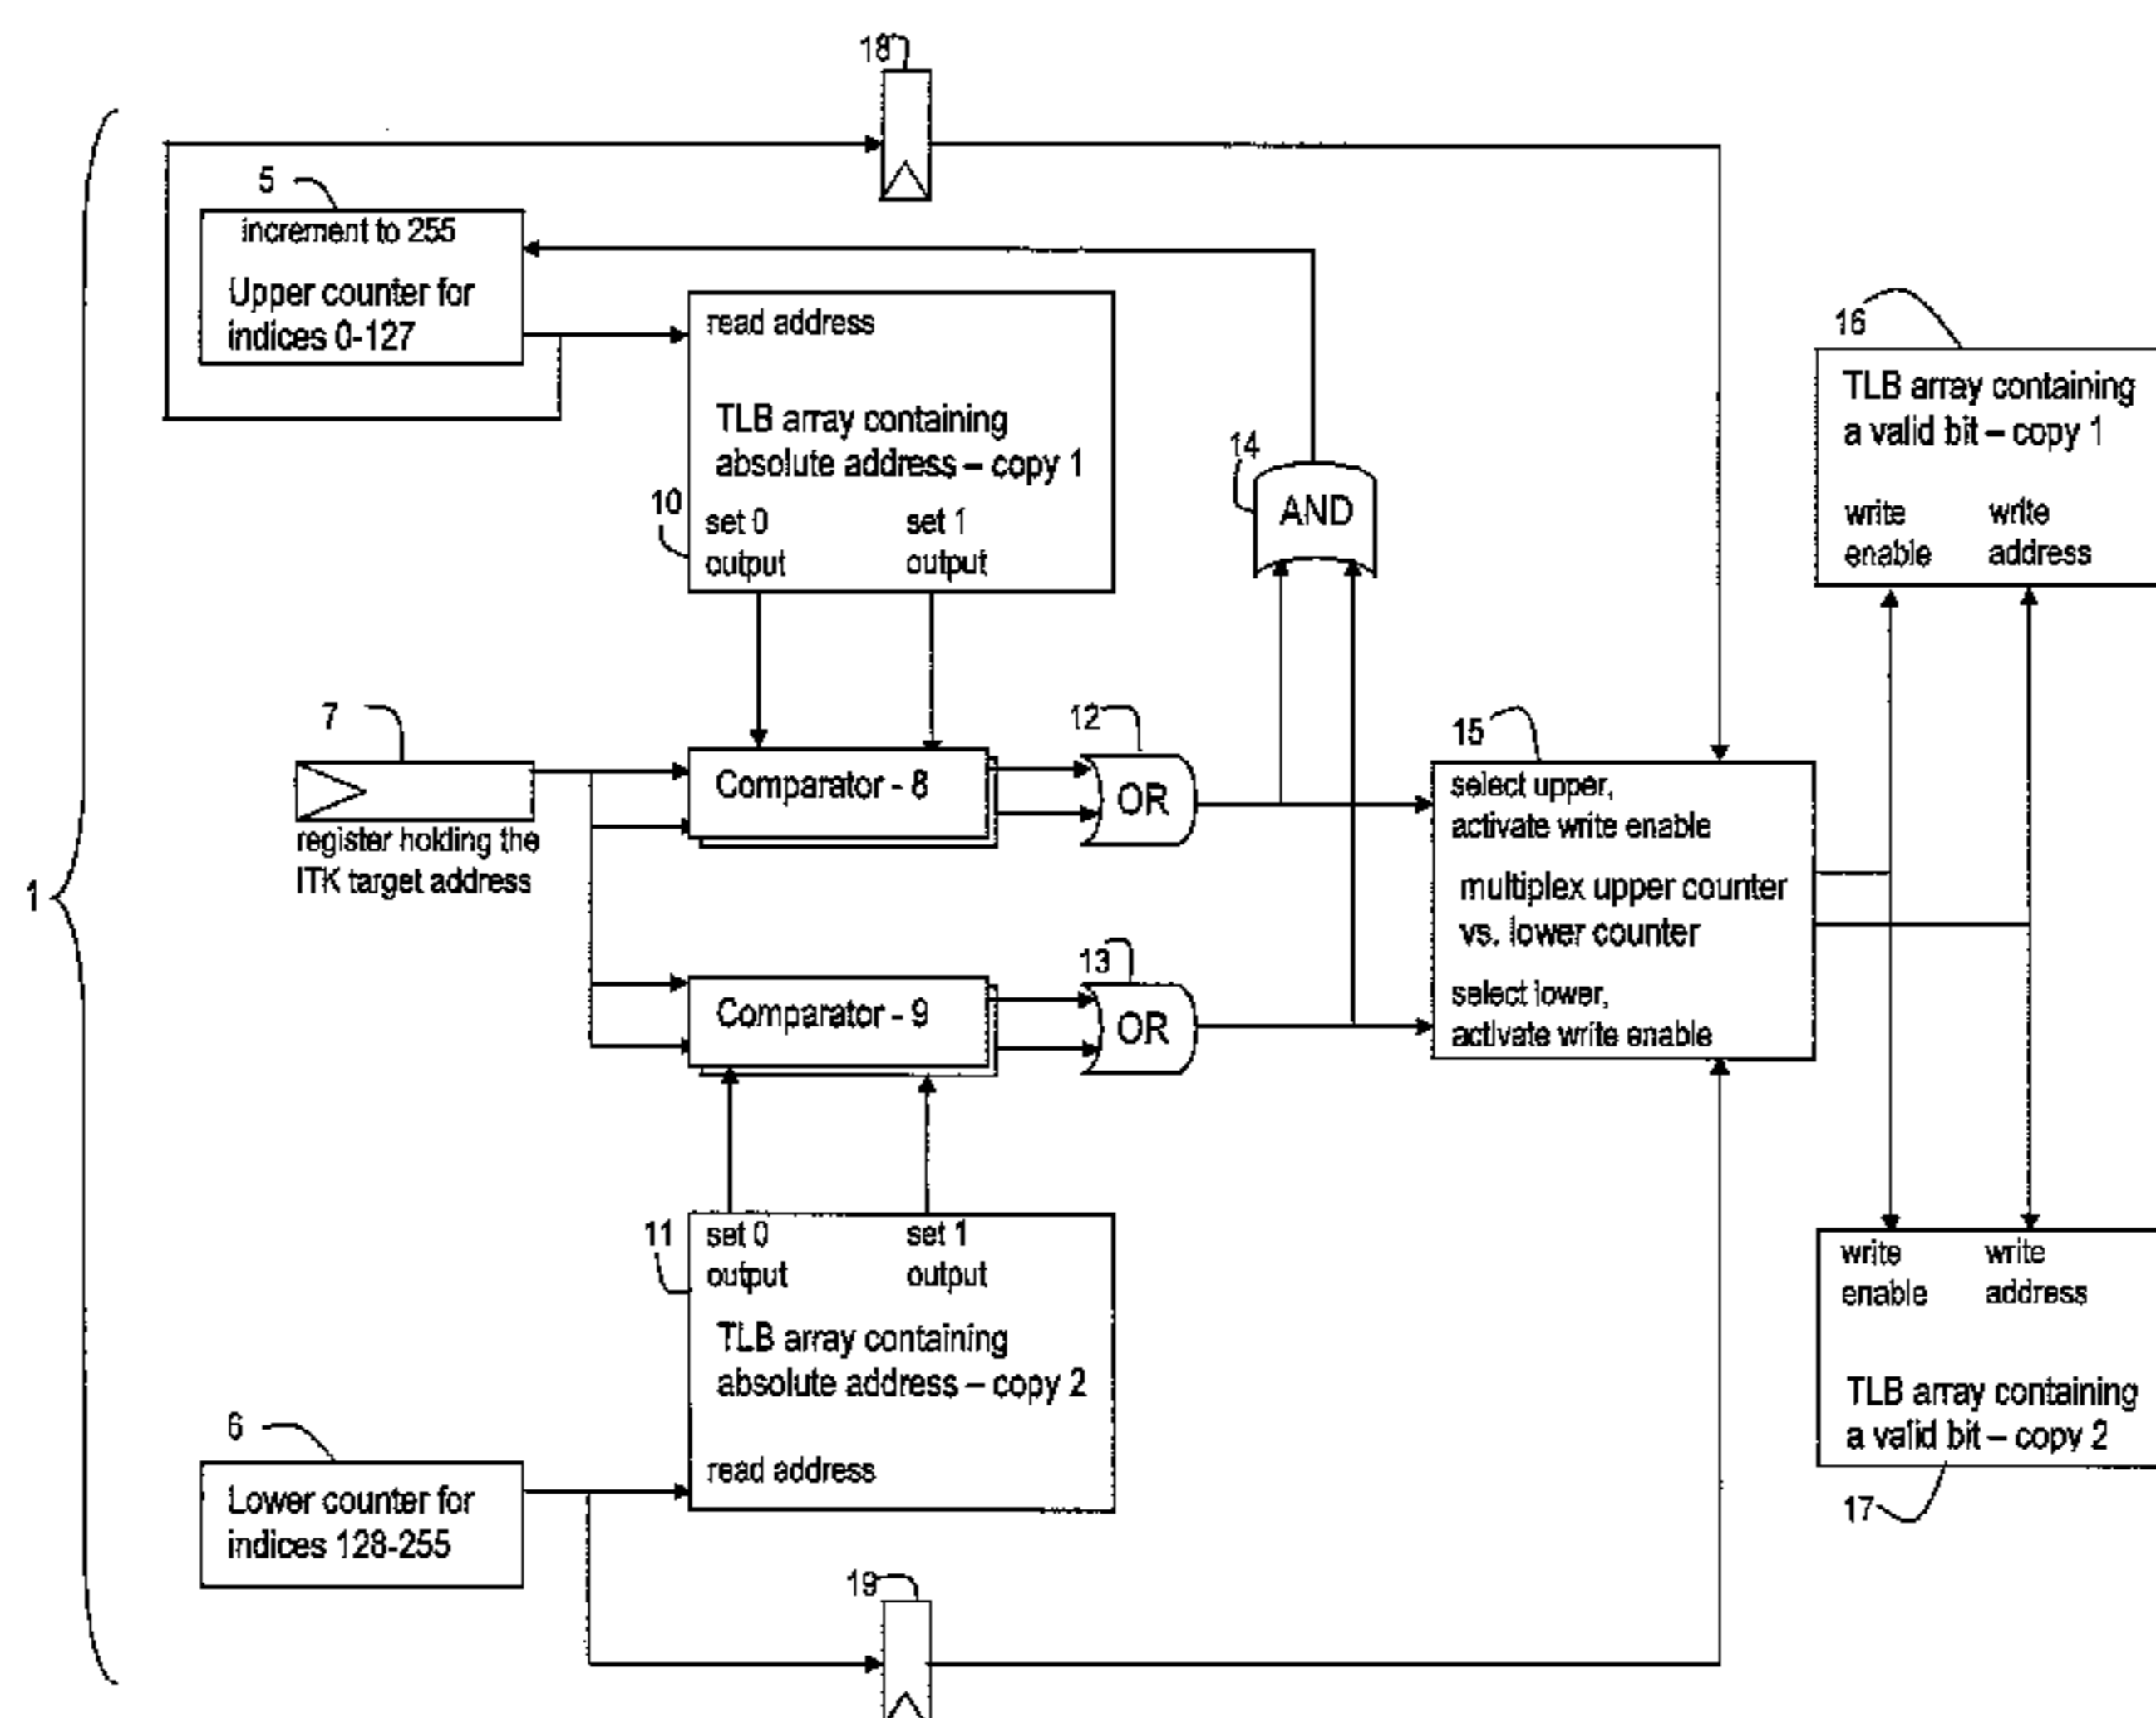 18
5
increment to 255
Upper counter for
indices 0-127
read address
TLB array containing
absolute address – copy 1
10
set 0
output
set 1
output
14
AND
16
TLB array containing
a valid bit – copy 1
write
enable
write
address
7
register holding the
ITK target address
Comparator - 8
12
OR
15
select upper,
activate write enable
multiplex upper counter
vs. lower counter
select lower,
activate write enable
1
Comparator - 9
13
OR
11
set 0
output
set 1
output
TLB array containing
absolute address – copy 2
read address
write
enable
write
address
TLB array containing
a valid bit – copy 2
17
6
Lower counter for
indices 128-255
19